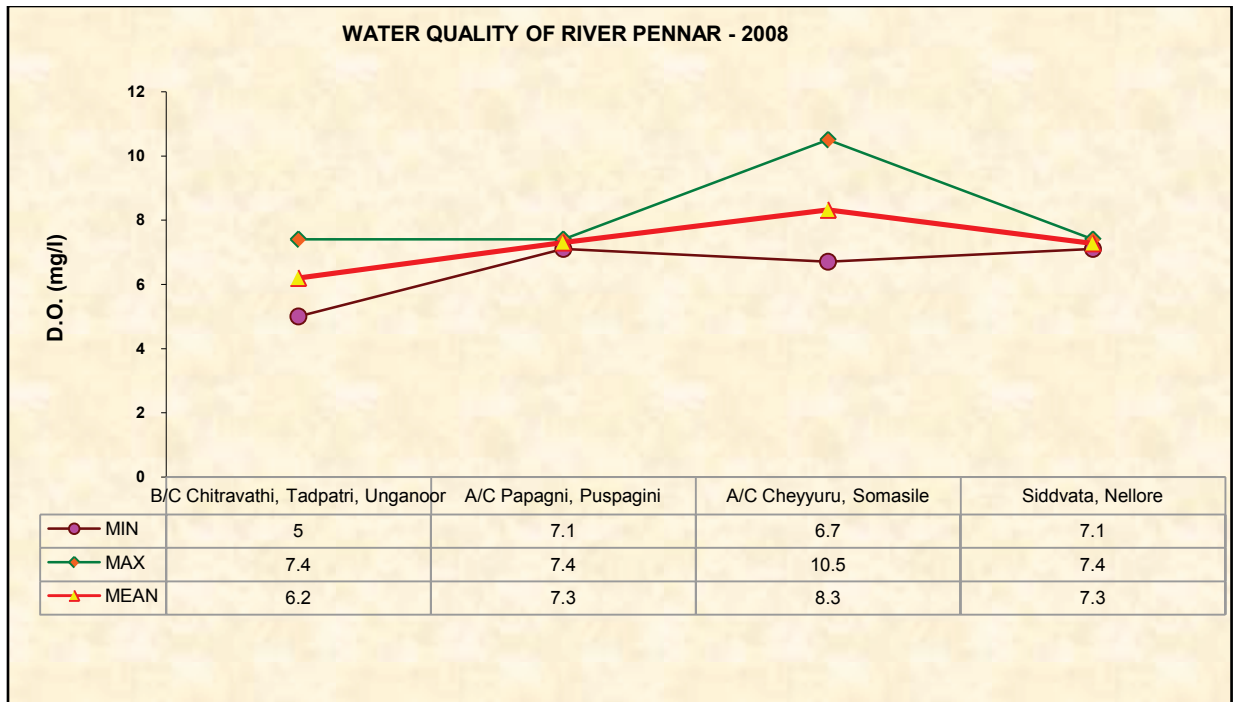 WATER QUALITY OF RIVER PENNAR - 2008
12
10
8
6
4
2
0
D.O. (mg/l)
B/C Chitravathi, Tadpatri, Unganoor A/C Papagni, Puspagini A/C Cheyyuru, Somasile Siddvata, Nellore
MIN 5 7.1 6.7 7.1
MAX 7.4 7.4 10.5 7.4
MEAN 6.2 7.3 8.3 7.3